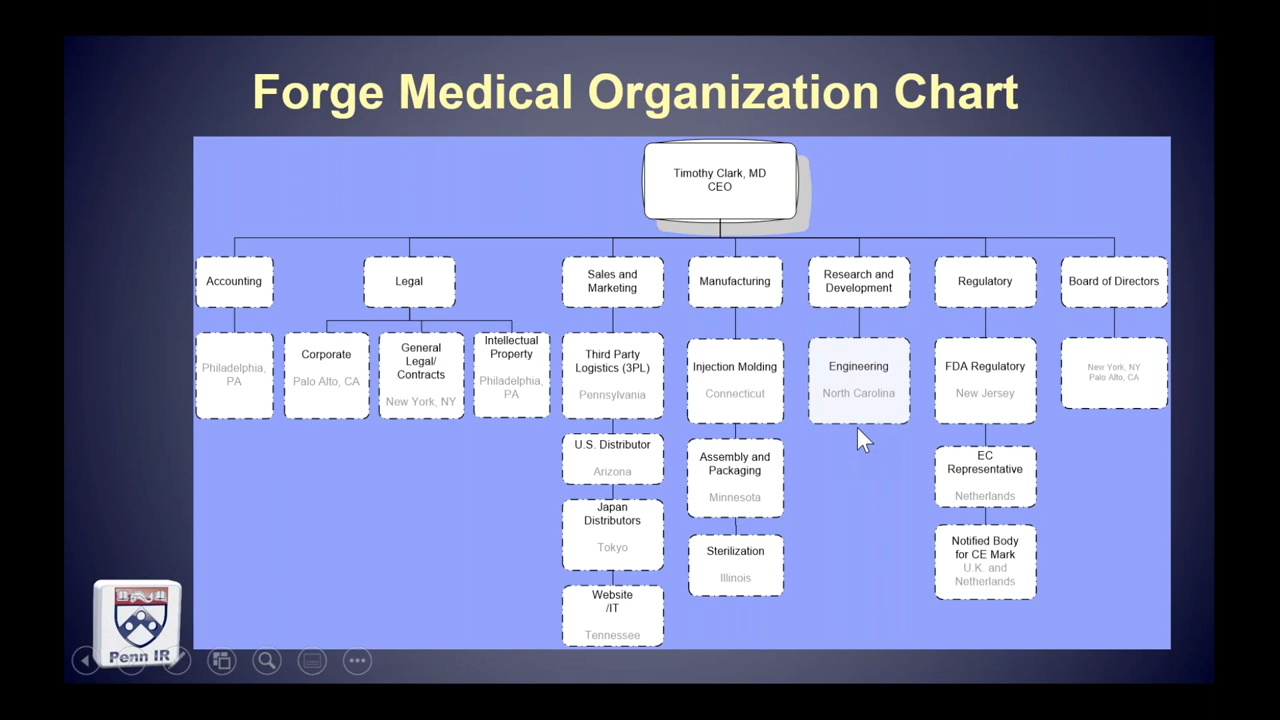 Forge Medical Organization Chart
Timothy Clark, MD
CEO
Accounting
Philadelphia,
PA
Legal
Corporate
Palo Alto, CA
General
Legal/
Contracts
New York, NY
Intellectual
Property
Philadelphia,
PA
Sales and
Marketing
Third Party
Logistics (3PL)
Pennsylvania
U.S. Distributor
Arizona
Japan
Distributors
Tokyo
Website
/IT
Tennessee
Manufacturing
Injection Molding
Connecticut
Assembly and
Packaging
Minnesota
Sterilization
Illinois
Research and
Development
Engineering
North Carolina
Regulatory
FDA Regulatory
New Jersey
EC
Representative
Netherlands
Notified Body
for CE Mark
U.K. and
Netherlands
Board of Directors
New York, NY
Palo Alto, CA
Penn IR